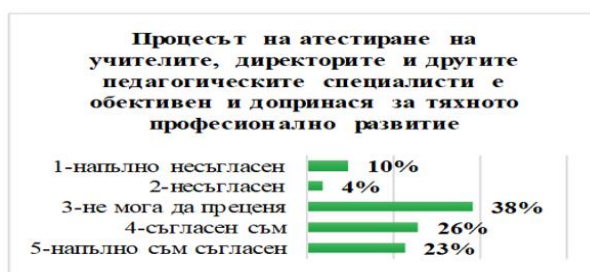 Процесът на атестиране на
учителите, директорите и другите
педагогическите специалисти е
обективен и допринася за тяхното
професионално развитие
1-напълно несъгласен 10%
2-несъгласен 4%
3-не мога да преценя 38%
4-съгласен съм 26%
5-напълно съм съгласен 23%